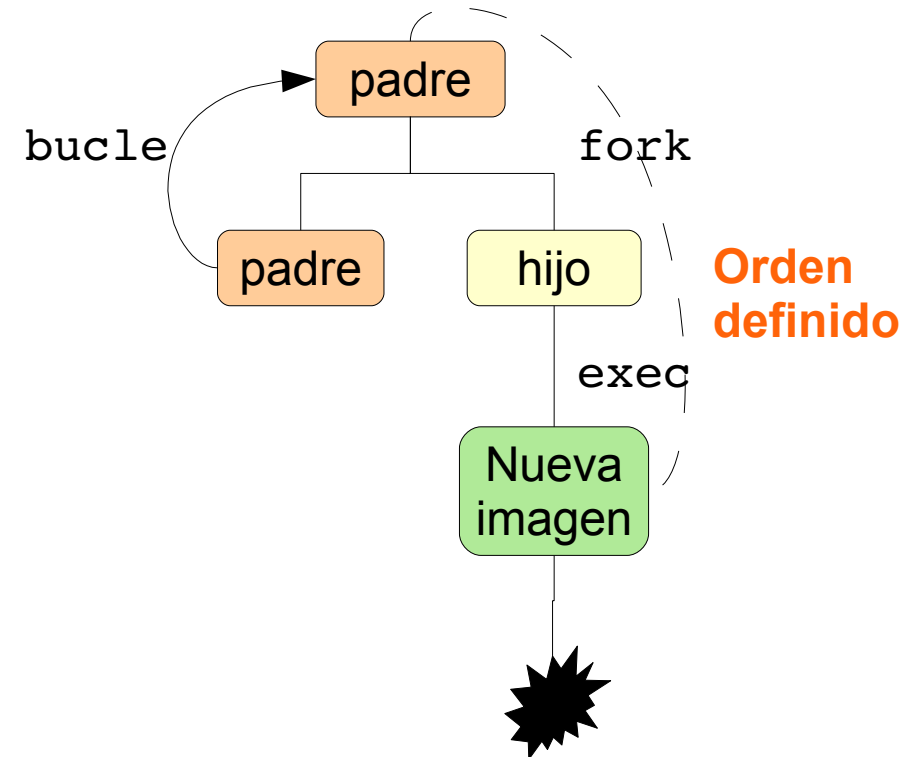 padre
bucle
fork
padre
hijo
Orden
definido
exec
Nueva
imagen